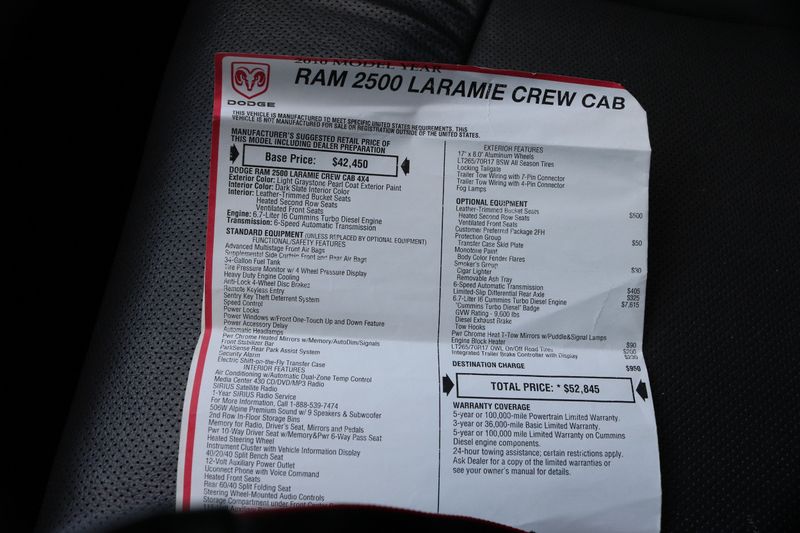 2010 MODEL YEAR
RAM 2500 LARAMIE CREW CAB
DODGE
THIS VEHICLE IS MANUFACTURED TO MEET SPECIFIC UNITED STATES REQUIREMENTS. THIS
VEHICLE IS NOT MANUFACTURED FOR SALE OR REGISTRATION OUTSIDE OF THE UNITED STATES.
MANUFACTURER'S SUGGESTED RETAIL PRICE OF
THIS MODEL INCLUDING DEALER PREPARATION
Base Price: $42,450
DODGE RAM 2500 LARAMIE CREW CAB 4X4
Exterior Color: Light Graystone Pearl Coat Exterior Paint
Interior Color: Dark Slate Interior Color
Interior: Leather-Trimmed Bucket Seats
Heated Second Row Seats
Ventilated Front Seats
Engine: 6.7-Liter I6 Cummins Turbo Diesel Engine
Transmission: 6-Speed Automatic Transmission
STANDARD EQUIPMENT (UNLESS REPLACED BY OPTIONAL EQUIPMENT)
FUNCTIONAL/SAFETY FEATURES
Advanced Multistage Front Air Bags
Supplemental Side Curtain Front and Rear Air Bags
34-Gallon Fuel Tank
Tire Pressure Monitor w/ 4 Wheel Pressure Display
Heavy Duty Engine Cooling
Anti-Lock 4-Wheel Disc Brakes
Remote Keyless Entry
Sentry Key Theft Deterrent System
Speed Control
Power Locks
Power Windows w/Front One-Touch Up and Down Feature
Power Accessory Delay
Automatic Headlamps
Pwr Chrome Heated Mirrors w/Memory/AutoDim/Signals
Front Stabilizer Bar
ParkSense Rear Park Assist System
Security Alarm
Electric Shift-on-the-Fly Transfer Case
INTERIOR FEATURES
Air Conditioning w/Automatic Dual-Zone Temp Control
Media Center 430 CD/DVD/MP3 Radio
SIRIUS Satellite Radio
1-Year SIRIUS Radio Service
For More Information, Call 1-888-539-7474
506W Alpine Premium Sound w/ 9 Speakers & Subwoofer
2nd Row In-Floor Storage Bins
Memory for Radio, Driver's Seat, Mirrors and Pedals
Pwr 10-Way Driver Seat w/Memory&Pwr 6-Way Pass Seat
Heated Steering Wheel
Instrument Cluster with Vehicle Information Display
40/20/40 Split Bench Seat
12-Volt Auxiliary Power Outlet
Uconnect Phone with Voice Command
Heated Front Seats
Rear 60/40 Split Folding Seat
Steering Wheel-Mounted Audio Controls
Storage Compartment under Front Center
EXTERIOR FEATURES
17" x 8.0" Aluminum Wheels
LT265/70R17 BSW All Season Tires
Locking Tailgate
Trailer Tow Wiring with 7-Pin Connector
Trailer Tow Wiring with 4-Pin Connector
Fog Lamps
OPTIONAL EQUIPMENT
Leather-Trimmed Bucket Seats $500
Heated Second Row Seats
Ventilated Front Seats
Customer Preferred Package 2FH
Protection Group $50
Transfer Case Skid Plate
Monotone Paint
Body Color Fender Flares
Smoker's Group $30
Cigar Lighter
Removable Ash Tray
6-Speed Automatic Transmission $405
Limited-Slip Differential Rear Axle $325
6.7-Liter I6 Cummins Turbo Diesel Engine $7,615
"Cummins Turbo Diesel" Badge
GVW Rating - 9,600 lbs
Diesel Exhaust Brake
Tow Hooks
Pwr Chrome Heat T-Tow Mirrors w/Puddle&Signal Lamps
Engine Block Heater $90
LT265/70R17 OWL On/Off Road Tires $200
Integrated Trailer Brake Controller with Display $230
DESTINATION CHARGE $950
TOTAL PRICE: * $52,845
WARRANTY COVERAGE
5-year or 100,000-mile Powertrain Limited Warranty.
3-year or 36,000-mile Basic Limited Warranty.
5-year or 100,000 mile Limited Warranty on Cummins
Diesel engine components.
24-hour towing assistance; certain restrictions apply.
Ask Dealer for a copy of the limited warranties or
see your owner's manual for details.